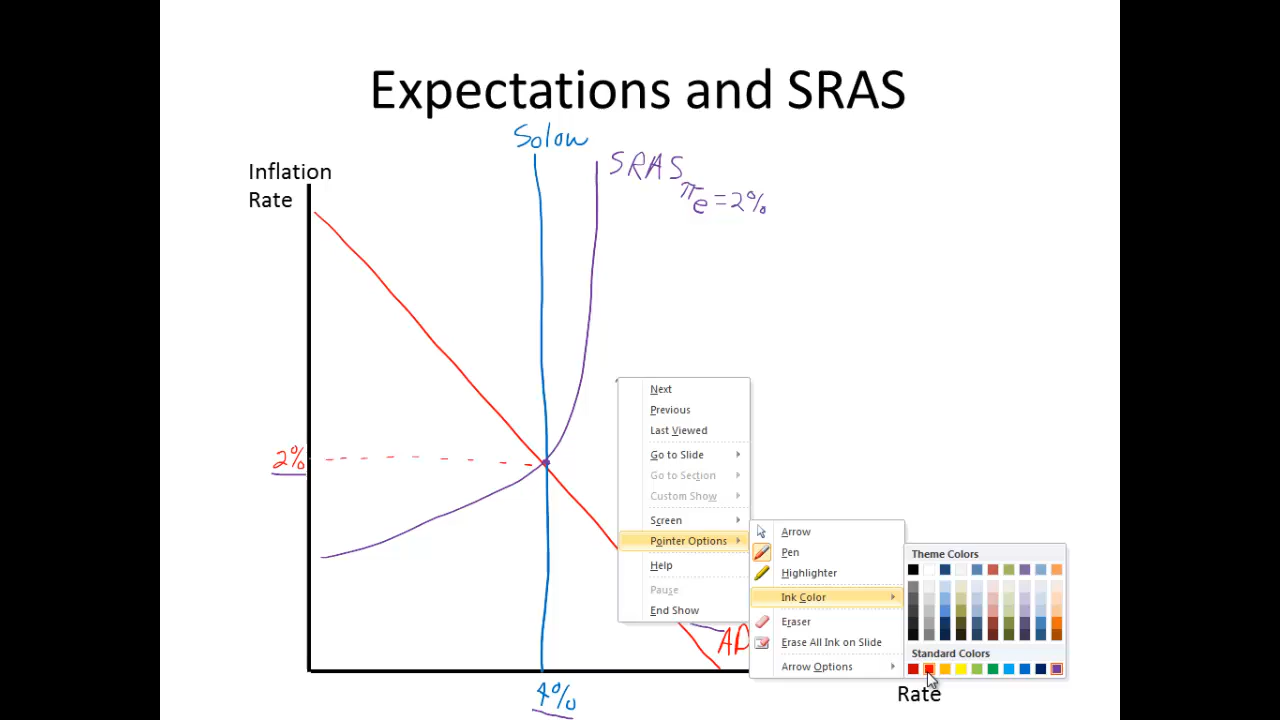 Expectations and SRAS
Solow
Inflation
Rate
SRAS
πe=2%
Next
Previous
Last Viewed
Go to Slide
Go to Section
Custom Show
Screen
Pointer Options
Help
Pause
End Show
Arrow
Pen
Highlighter
Ink Color
Eraser
Erase All Ink on Slide
Arrow Options
Theme Colors
Standard Colors
2%
AD
Rate
4%